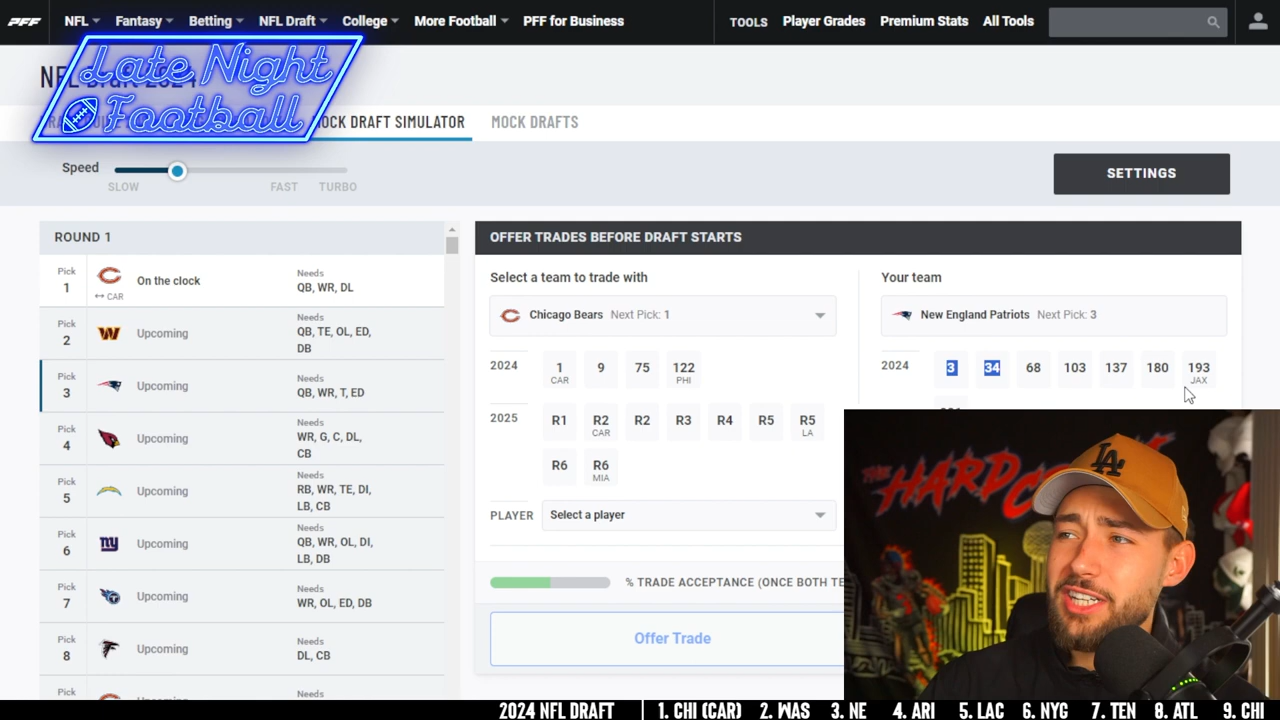 PFF NFL Fantasy Betting NFL Draft College More Football PFF for Business TOOLS Player Grades Premium Stats All Tools
Late Night
Football
NFL Draft 2024
MOCK DRAFT SIMULATOR MOCK DRAFTS
Speed
SLOW FAST TURBO
SETTINGS
ROUND 1
Pick
1
↔ CAR
On the clock
Needs
QB, WR, DL
Pick
2
Upcoming
Needs
QB, TE, OL, ED,
DB
Pick
3
Upcoming
Needs
QB, WR, T, ED
Pick
4
Upcoming
Needs
WR, G, C, DL,
CB
Pick
5
Upcoming
Needs
RB, WR, TE, DI,
LB, CB
Pick
6
Upcoming
Needs
QB, WR, OL, DI,
LB, DB
Pick
7
Upcoming
Needs
WR, OL, ED, DB
Pick
8
Upcoming
Needs
DL, CB
Pick
Upcoming
Needs
OFFER TRADES BEFORE DRAFT STARTS
Select a team to trade with
Chicago Bears Next Pick: 1
2024 1 9 75 122
CAR PHI
2025 R1 R2 R2 R3 R4 R5 R5
CAR LA
R6 R6
MIA
PLAYER Select a player
% TRADE ACCEPTANCE (ONCE BOTH TE
Offer Trade
Your team
New England Patriots Next Pick: 3
2024 3 34 68 103 137 180 193
JAX
THE HARDCO
LA
2024 NFL DRAFT 1. CHI (CAR) 2. WAS 3. NE 4. ARI 5. LAC 6. NYG 7. TEN 8. ATL 9. CHI